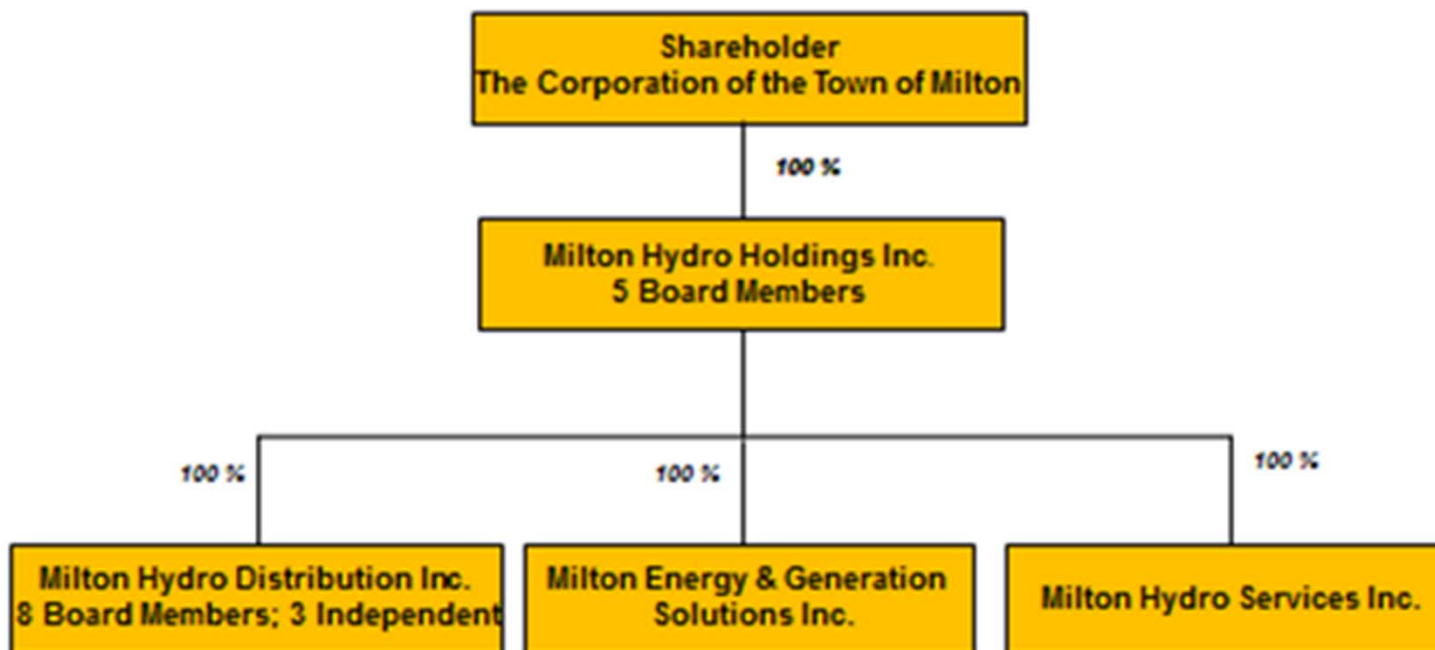 Shareholder
The Corporation of the Town of Milton
100 %
Milton Hydro Holdings Inc.
5 Board Members
100 %
100 %
100 %
Milton Hydro Distribution Inc.
8 Board Members; 3 Independent
Milton Energy & Generation
Solutions Inc.
Milton Hydro Services Inc.